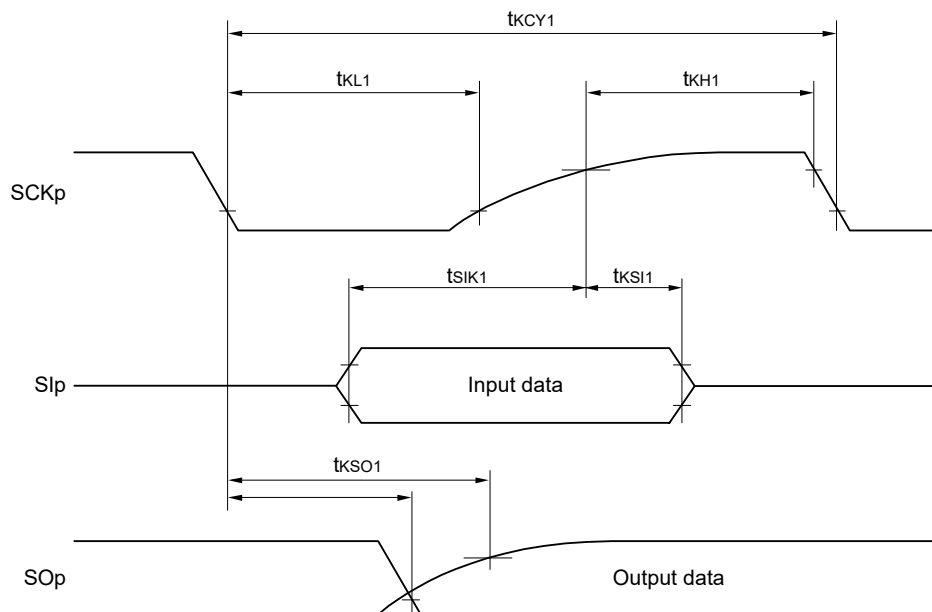 tKCY1
tKL1
tKH1
SCKp
tSIK1
tKSI1
SIp
Input data
tKSO1
SOp
Output data